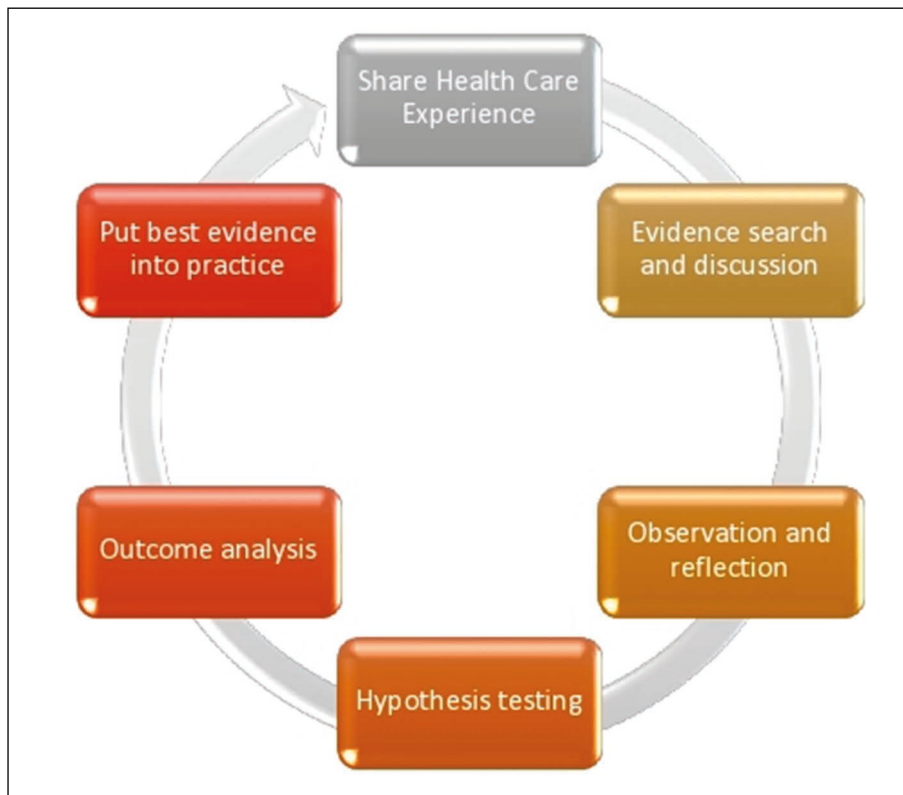 Share Health Care
Experience
Evidence search
and discussion
Observation and
reflection
Hypothesis testing
Outcome analysis
Put best evidence
into practice